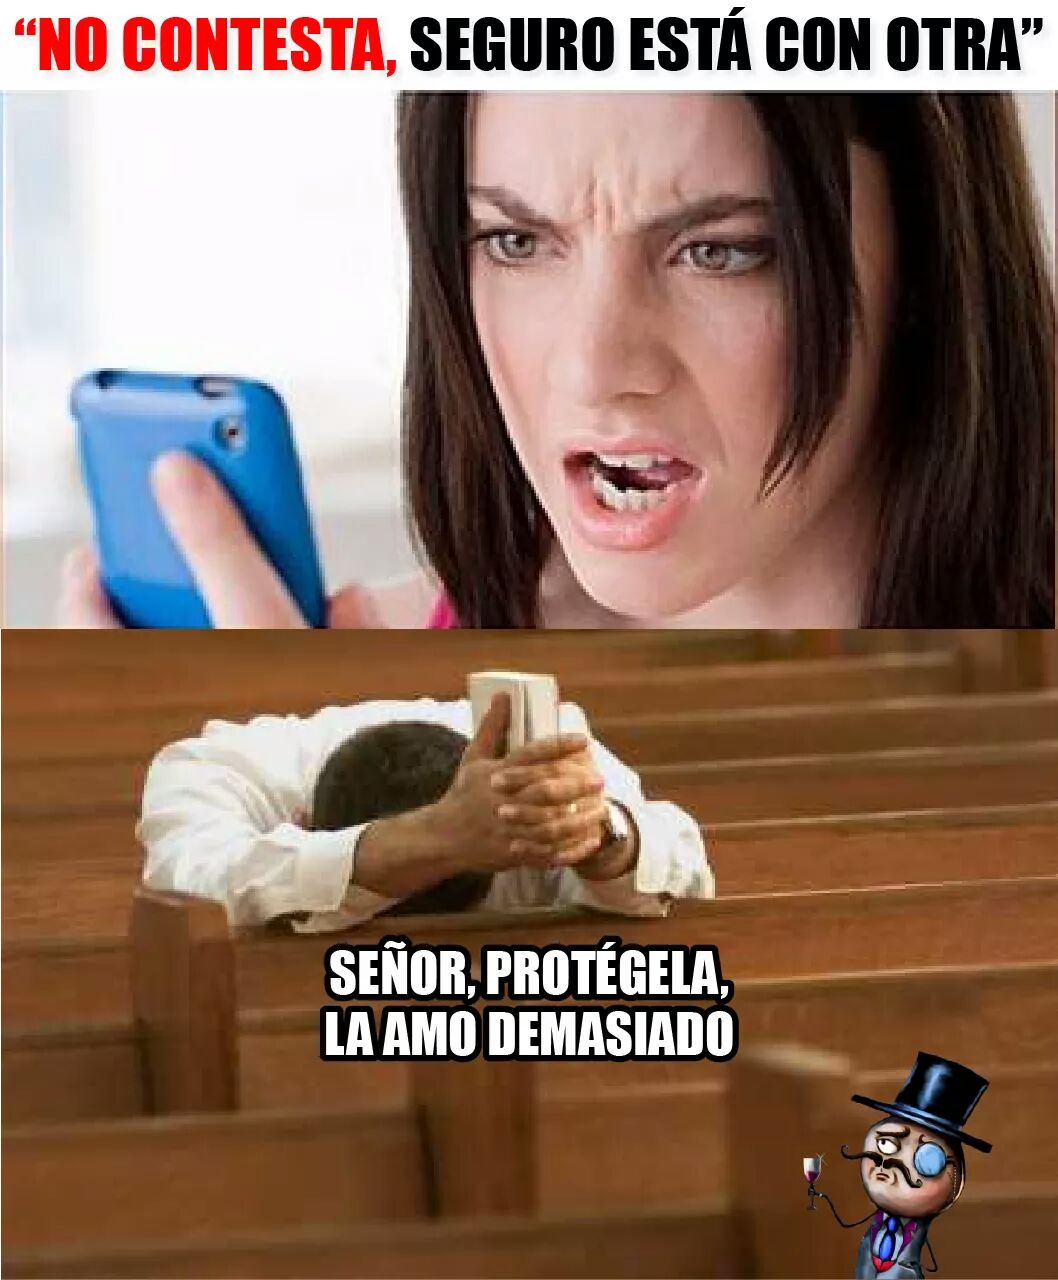 “NO CONTESTA, SEGURO ESTÁ CON OTRA”
SEÑOR, PROTÉGELA,
LA AMO DEMASIADO